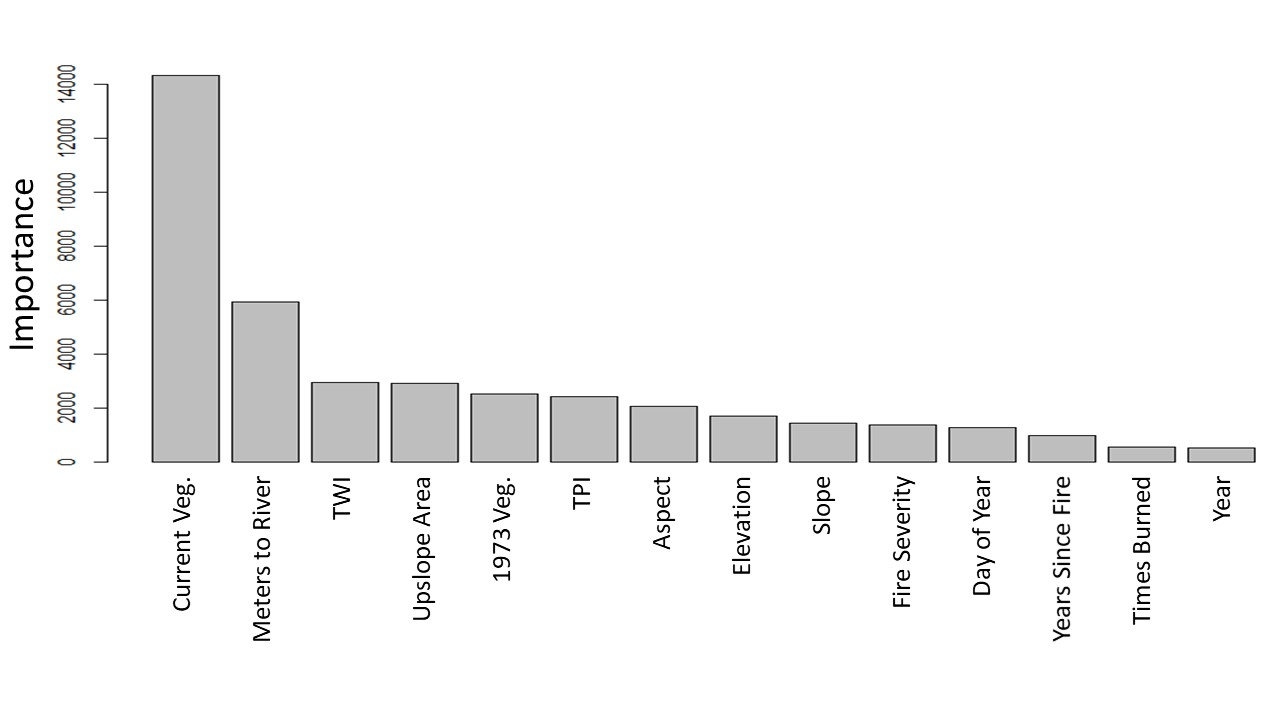 Importance
14000
12000
10000
8000
6000
4000
2000
0
Current Veg.
Meters to River
TWI
Upslope Area
1973 Veg.
TPI
Aspect
Elevation
Slope
Fire Severity
Day of Year
Years Since Fire
Times Burned
Year